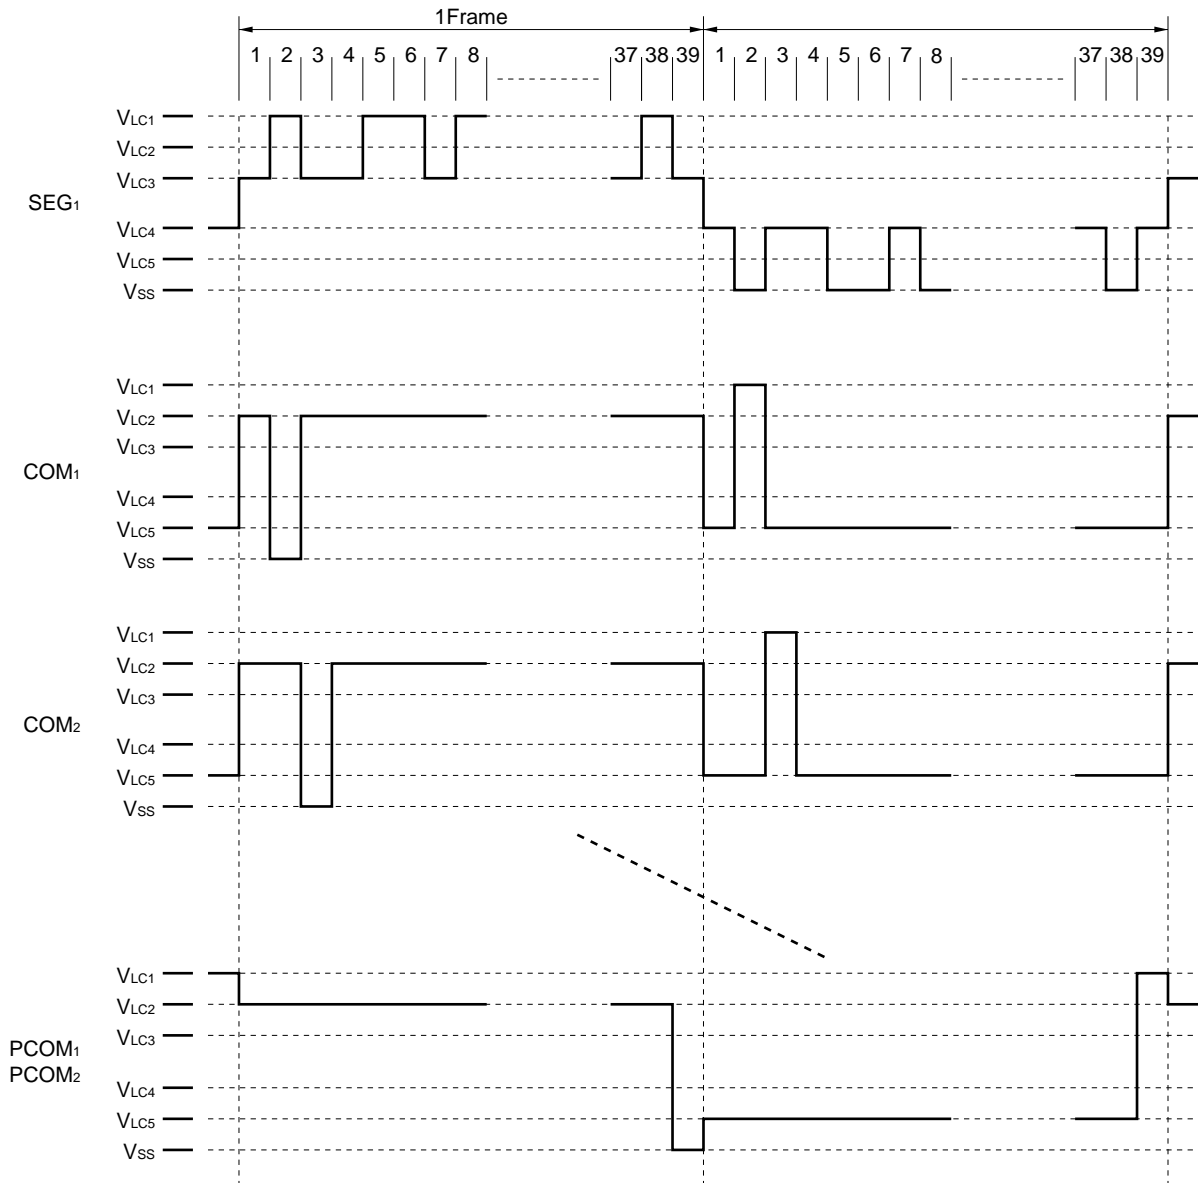 1Frame
1 2 3 4 5 6 7 8 37 38 39 1 2 3 4 5 6 7 8 37 38 39
SEG1
VLC1
VLC2
VLC3
VLC4
VLC5
VSS
COM1
VLC1
VLC2
VLC3
VLC4
VLC5
VSS
COM2
VLC1
VLC2
VLC3
VLC4
VLC5
VSS
PCOM1
PCOM2
VLC1
VLC2
VLC3
VLC4
VLC5
VSS